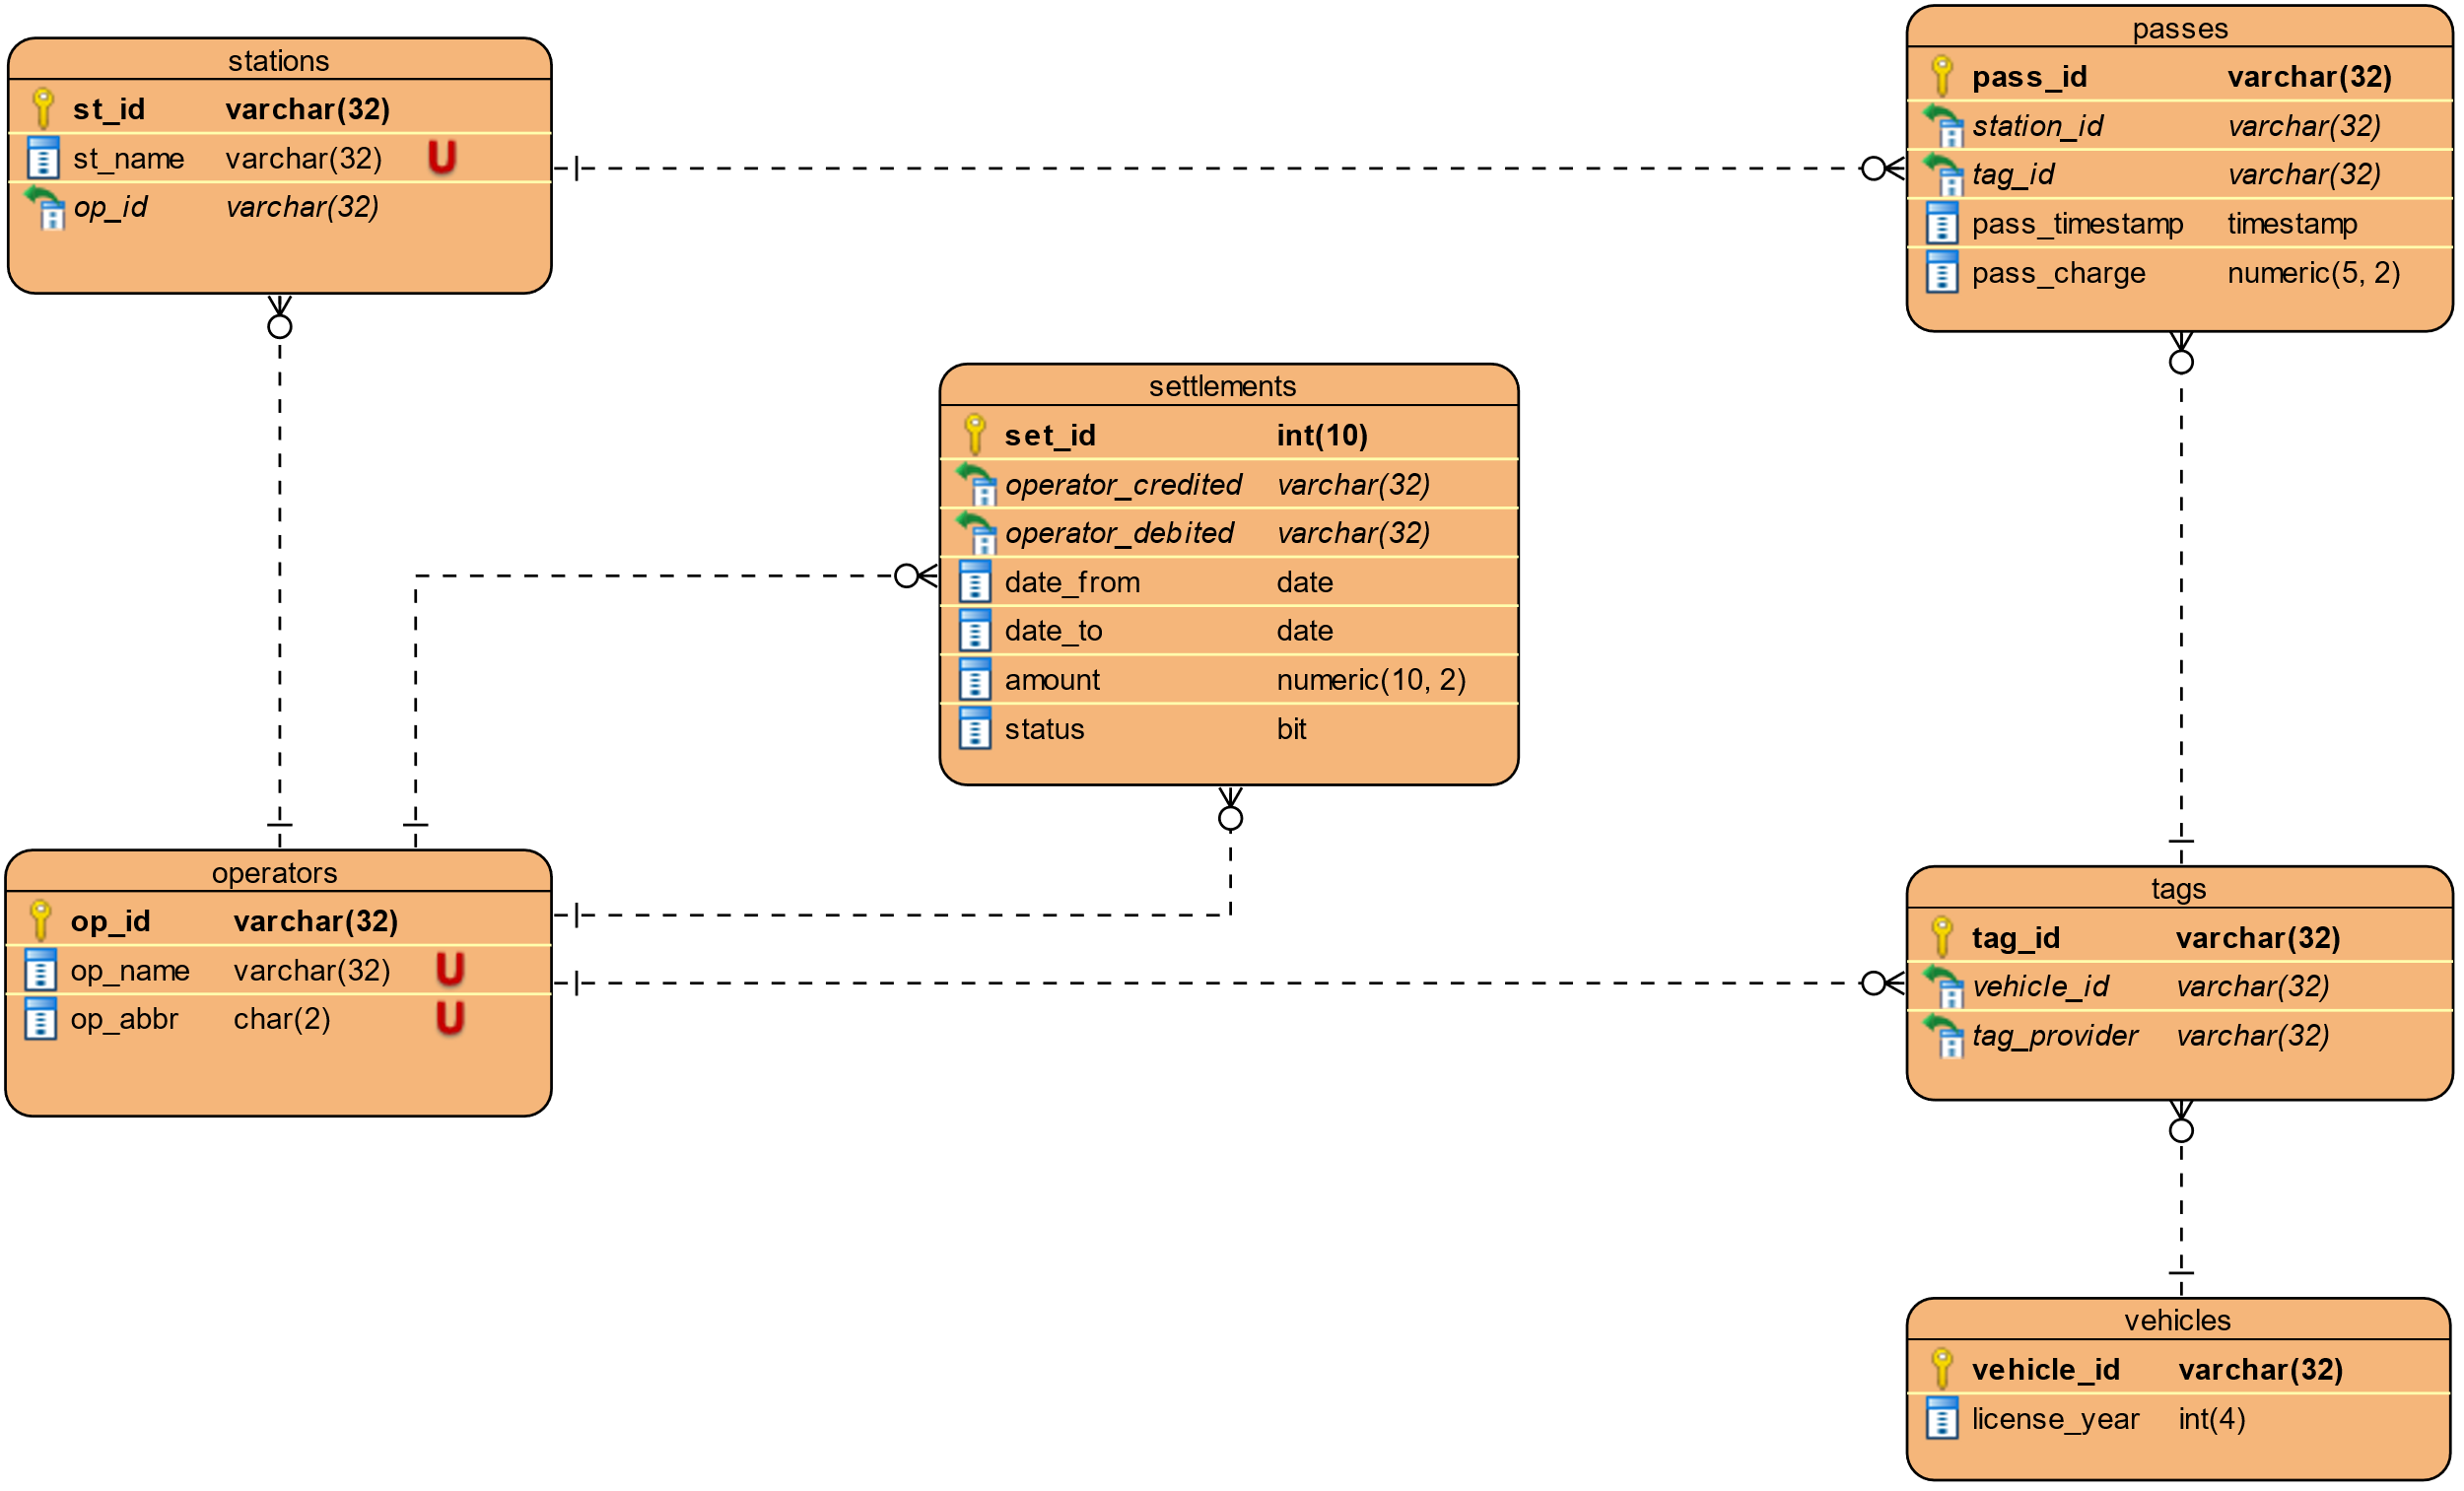 stations
st_id varchar(32)
st_name varchar(32) U
op_id varchar(32)
passes
pass_id varchar(32)
station_id varchar(32)
tag_id varchar(32)
pass_timestamp timestamp
pass_charge numeric(5, 2)
settlements
set_id int(10)
operator_credited varchar(32)
operator_debited varchar(32)
date_from date
date_to date
amount numeric(10, 2)
status bit
operators
op_id varchar(32)
op_name varchar(32) U
op_abbr char(2) U
tags
tag_id varchar(32)
vehicle_id varchar(32)
tag_provider varchar(32)
vehicles
vehicle_id varchar(32)
license_year int(4)